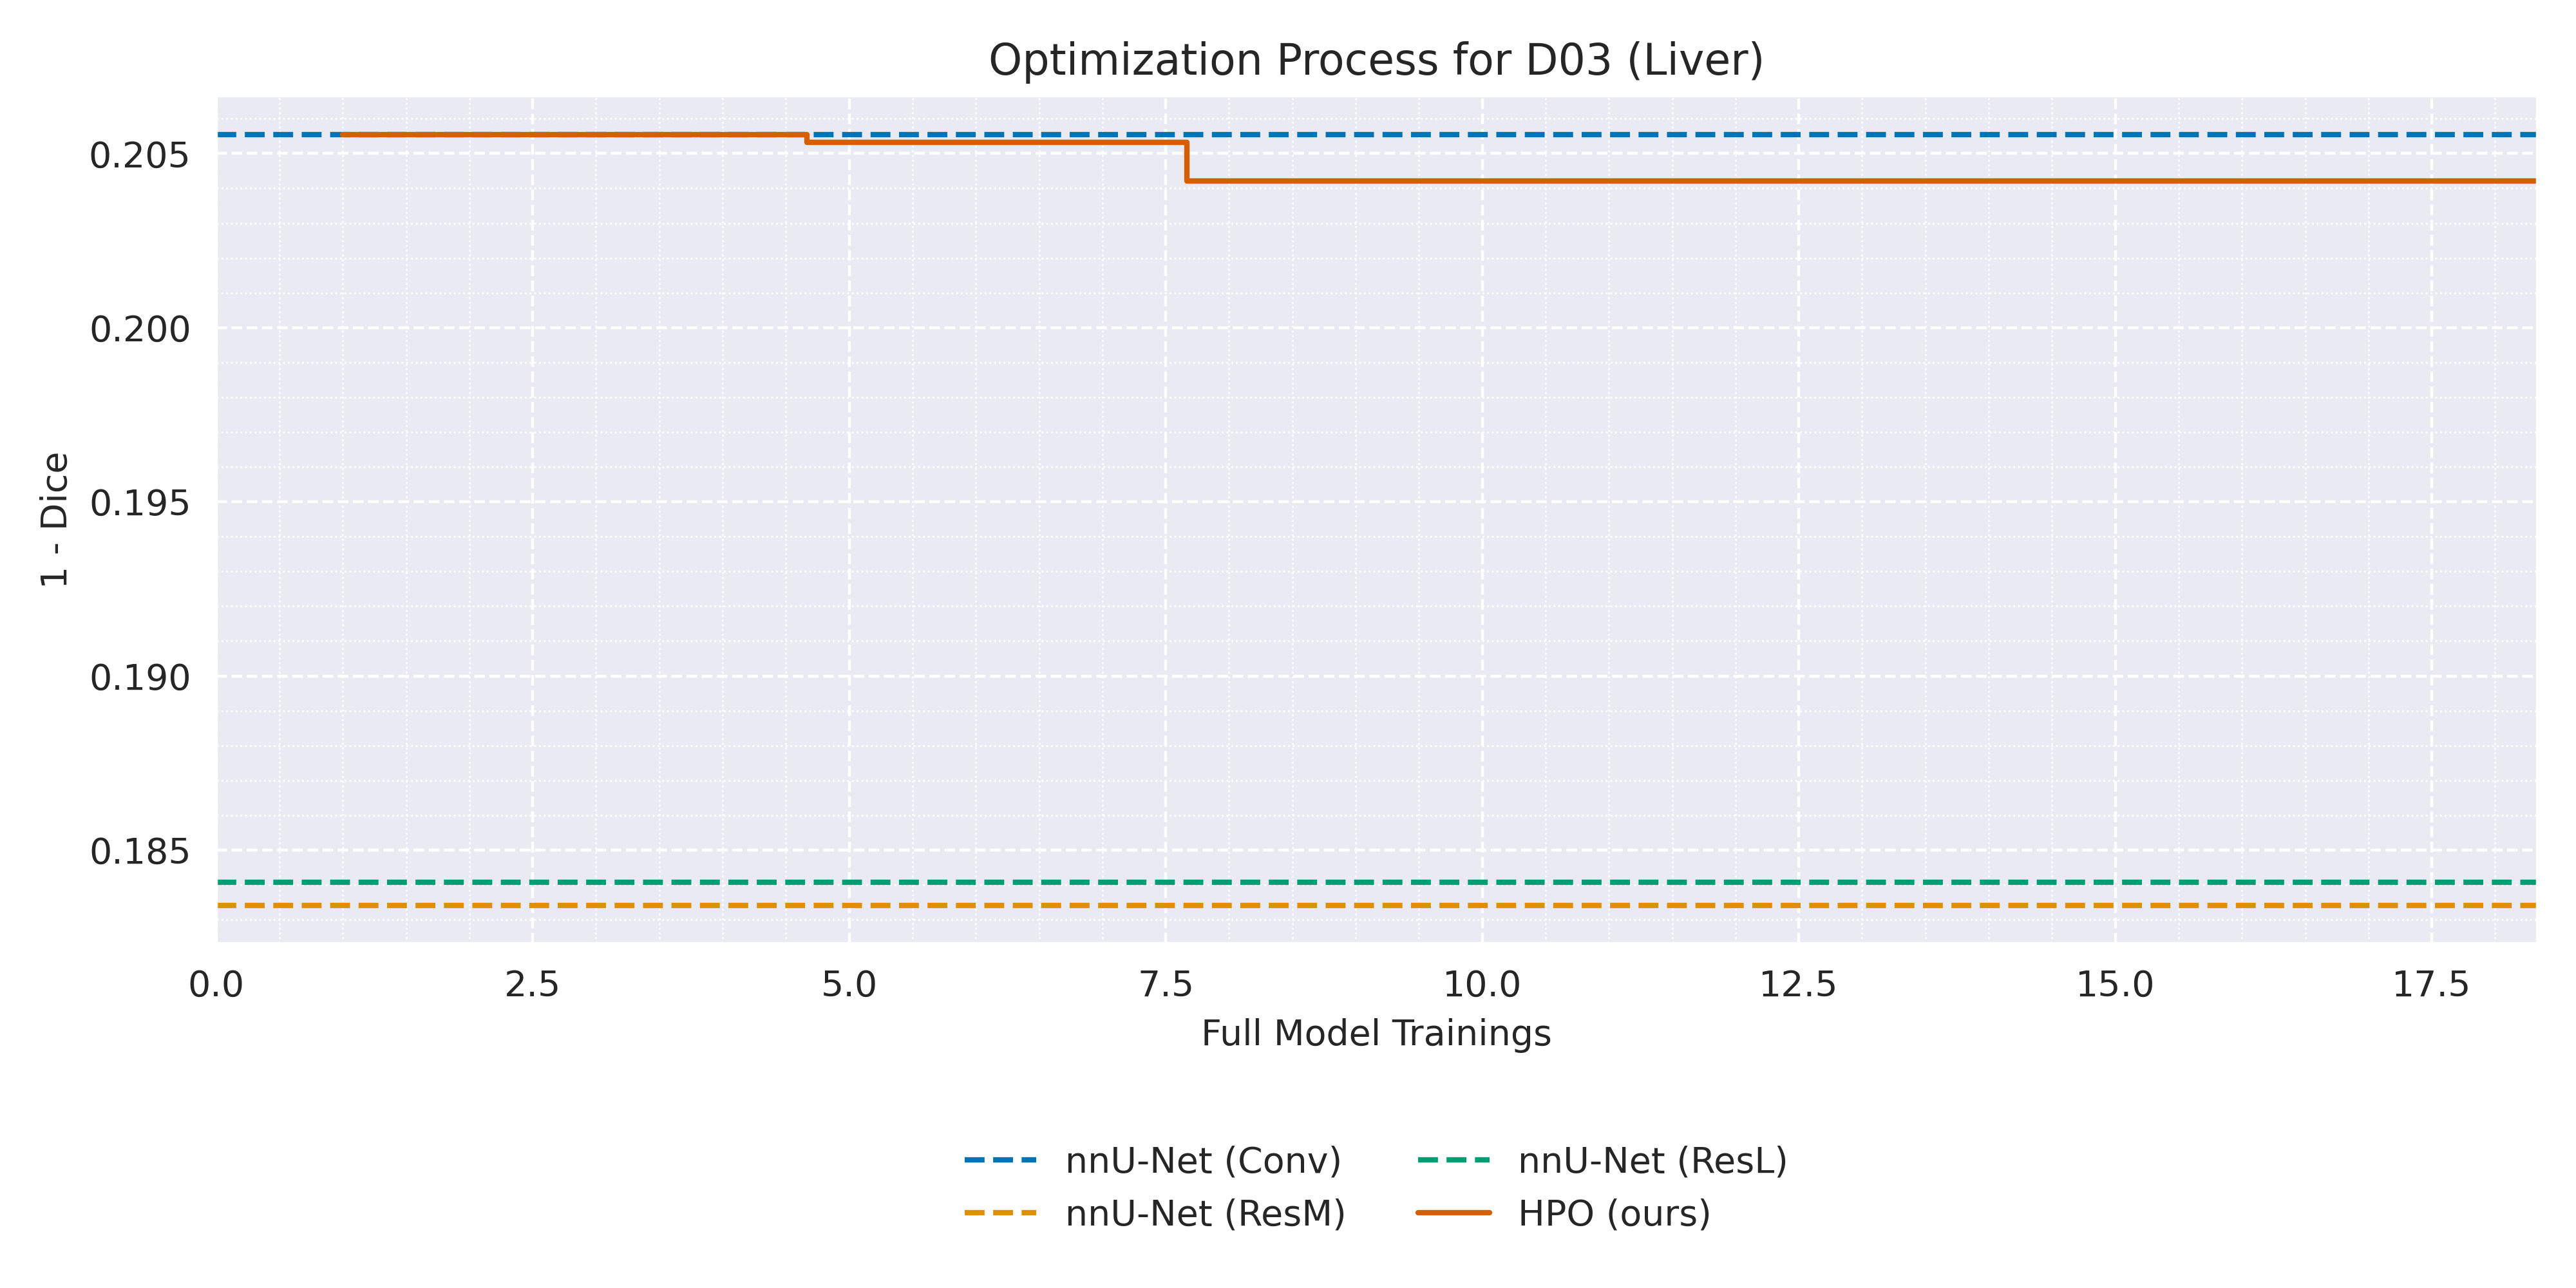 Optimization Process for D03 (Liver)
1 - Dice
0.205
0.200
0.195
0.190
0.185
0.0 2.5 5.0 7.5 10.0 12.5 15.0 17.5
Full Model Trainings
nnU-Net (Conv) nnU-Net (ResL)
nnU-Net (ResM) HPO (ours)